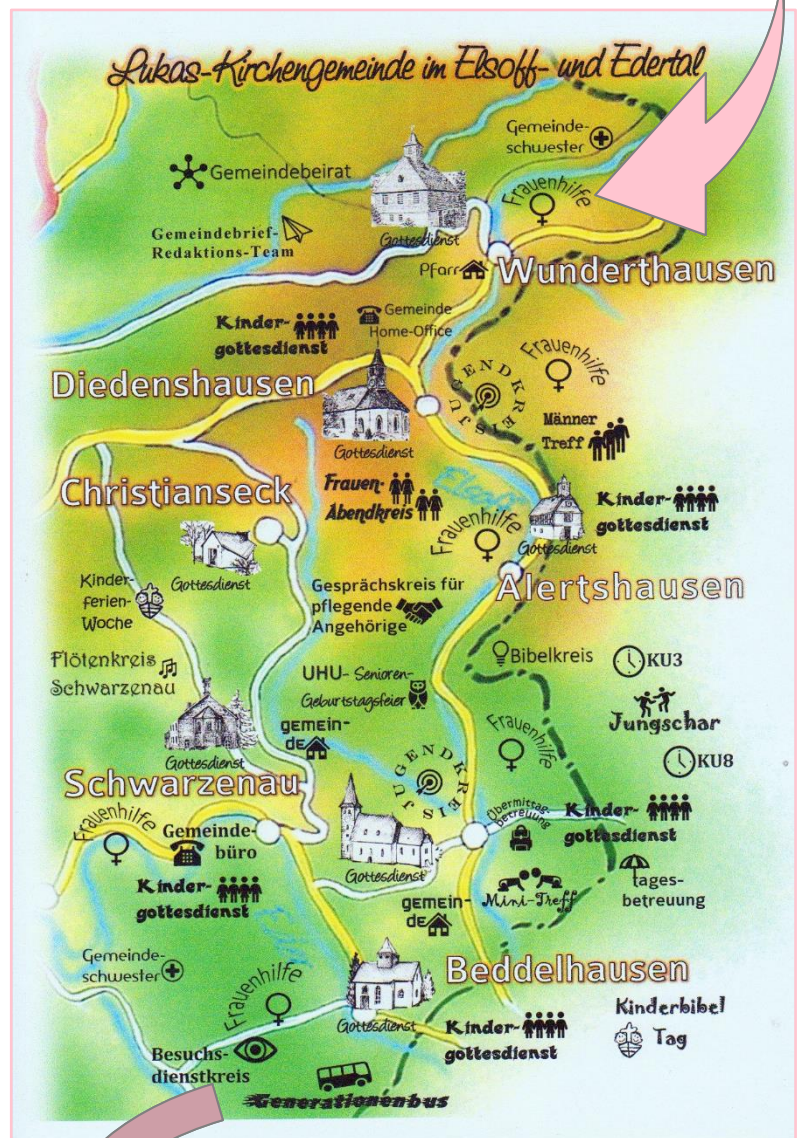 Lukas-Kirchengemeinde im Elsoff- und Edertal
Gemeinde-
schwester
Gemeindebeirat
Frauenhilfe
Gemeindebrief-
Redaktions-Team
Gottesdienst
Pfarr
Wunderthausen
Kinder-
gottesdienst
Gemeinde
Home-Office
Diedenshausen
JUGENDKREIS
Frauenhilfe
Männer
Treff
Gottesdienst
Frauen-
Abendkreis
Elsoff
Christianseck
Kinder-
gottesdienst
Frauenhilfe
Gottesdienst
Gottesdienst
Alertshausen
Kinder-
ferien-
Woche
Gesprächskreis für
pflegende
Angehörige
Flötenkreis
Schwarzenau
Bibelkreis
KU3
UHU- Senioren-
Geburtstagsfeier
Jungschar
gemein-
de
Frauenhilfe
Gottesdienst
KU8
Schwarzenau
JUGENDKREIS
Übermittag-
betreuung
Kinder-
gottesdienst
Frauenhilfe
Gemeinde-
büro
Gottesdienst
Kinder-
gottesdienst
gemein-
de
Mini-Treff
tages-
betreuung
Eder
Gemeinde-
schwester
Beddelhausen
Frauenhilfe
Gottesdienst
Kinder-
gottesdienst
Kinderbibel
Tag
Besuchs-
dienstkreis
Generationenbus